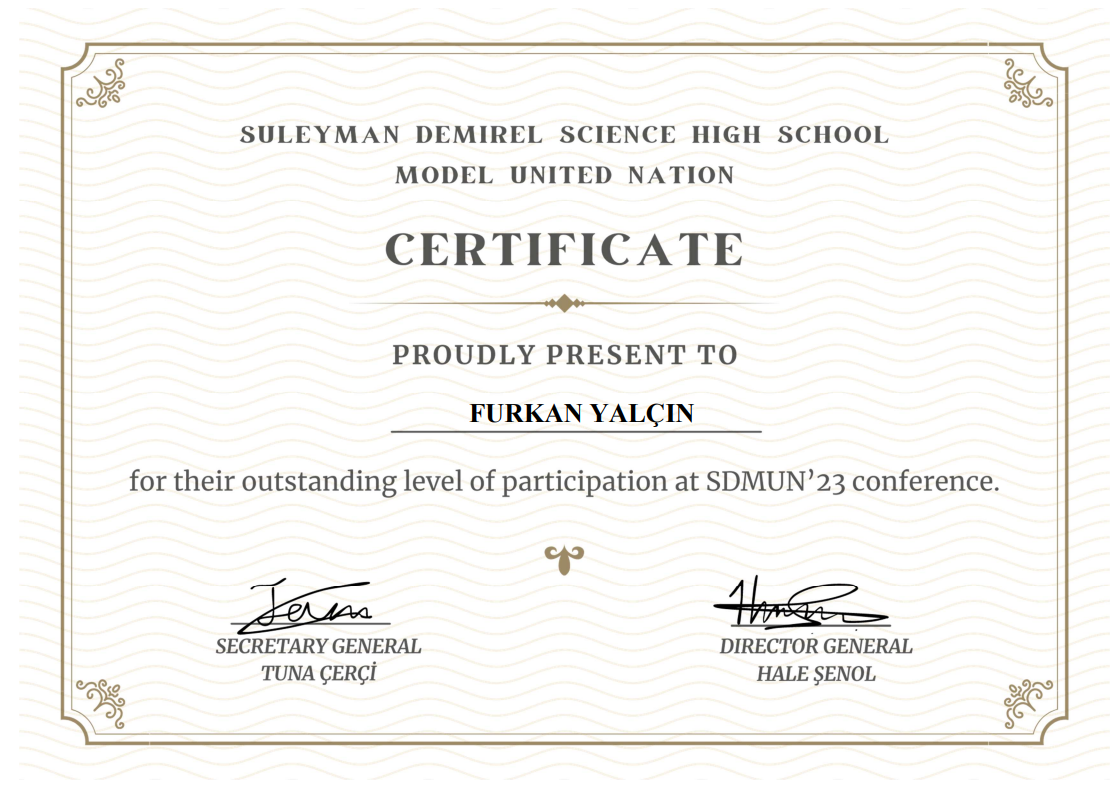 SULEYMAN DEMIREL SCIENCE HIGH SCHOOL
MODEL UNITED NATION
CERTIFICATE
PROUDLY PRESENT TO
FURKAN YALÇIN
for their outstanding level of participation at SDMUN’23 conference.
SECRETARY GENERAL
TUNA ÇERÇİ
DIRECTOR GENERAL
HALE ŞENOL